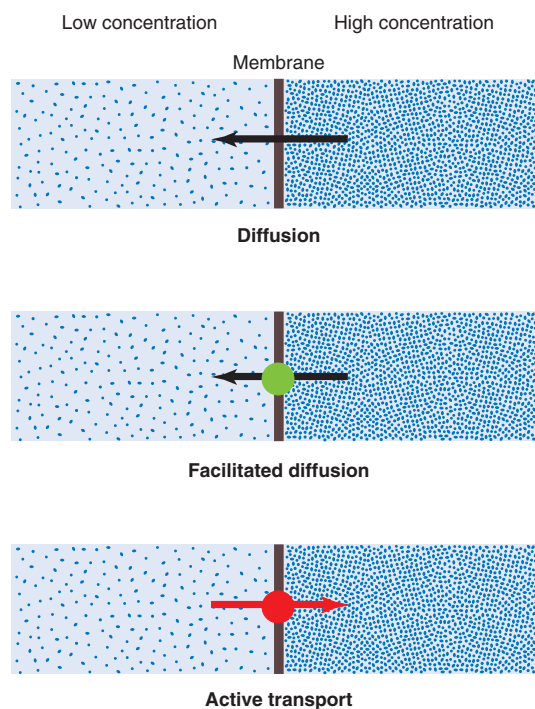 Low concentration
High concentration
Membrane
Diffusion
Facilitated diffusion
Active transport